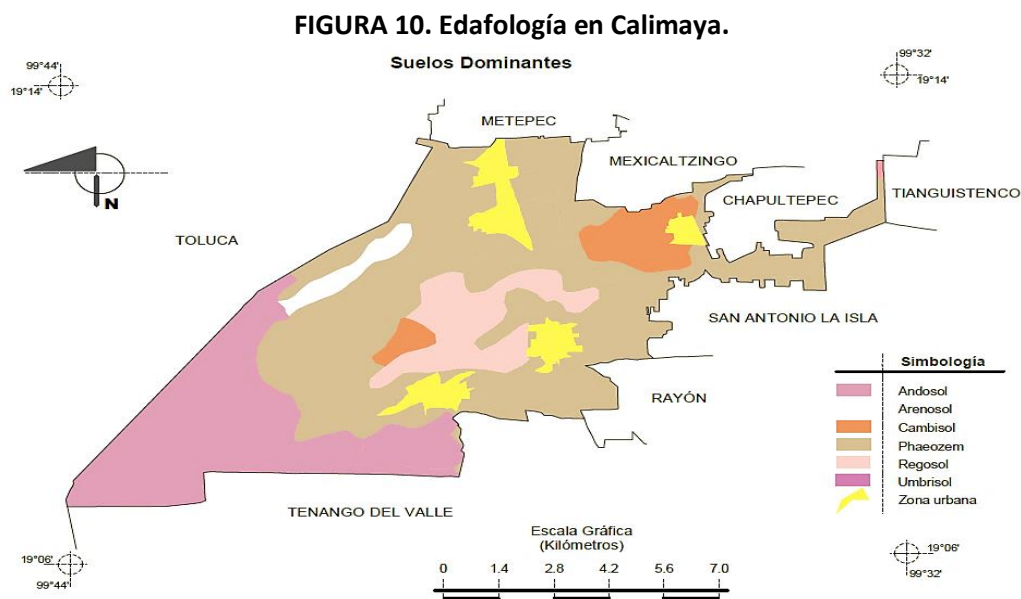 FIGURA 10. Edafología en Calimaya.
Suelos Dominantes
99°44'
19°14'
99°32'
19°14'
METEPEC
MEXICALTZINGO
CHAPULTEPEC
TIANGUISTENCO
N
TOLUCA
SAN ANTONIO LA ISLA
RAYÓN
TENANGO DEL VALLE
Simbología
Andosol
Arenosol
Cambisol
Phaeozem
Regosol
Umbrisol
Zona urbana
Escala Gráfica
(Kilómetros)
0 1.4 2.8 4.2 5.6 7.0
19°06'
99°44'
19°06'
99°32'